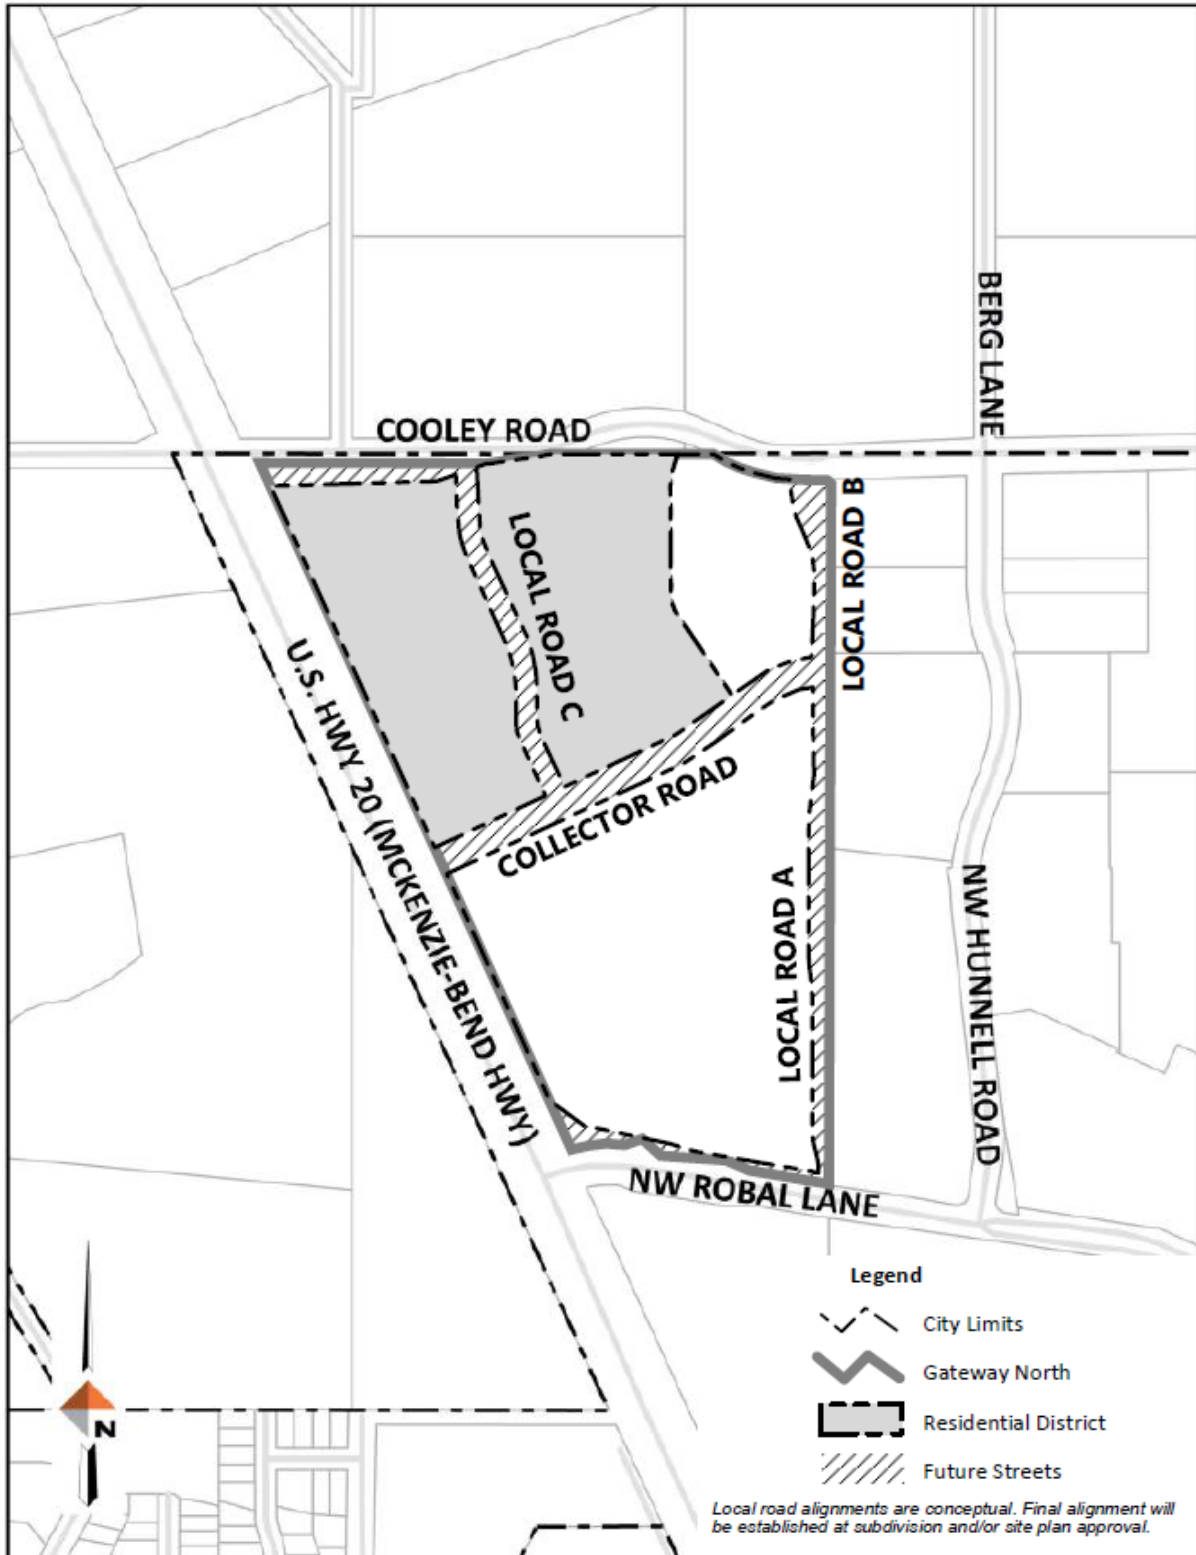 BERG LANE
COOLEY ROAD
LOCAL ROAD B
LOCAL ROAD C
U.S. HWY 20 (MCKENZIE-BEND HWY)
COLLECTOR ROAD
LOCAL ROAD A
NW HUNNELL ROAD
NW ROBAL LANE
Legend
City Limits
Gateway North
Residential District
Future Streets
N
Local road alignments are conceptual. Final alignment will
be established at subdivision and/or site plan approval.